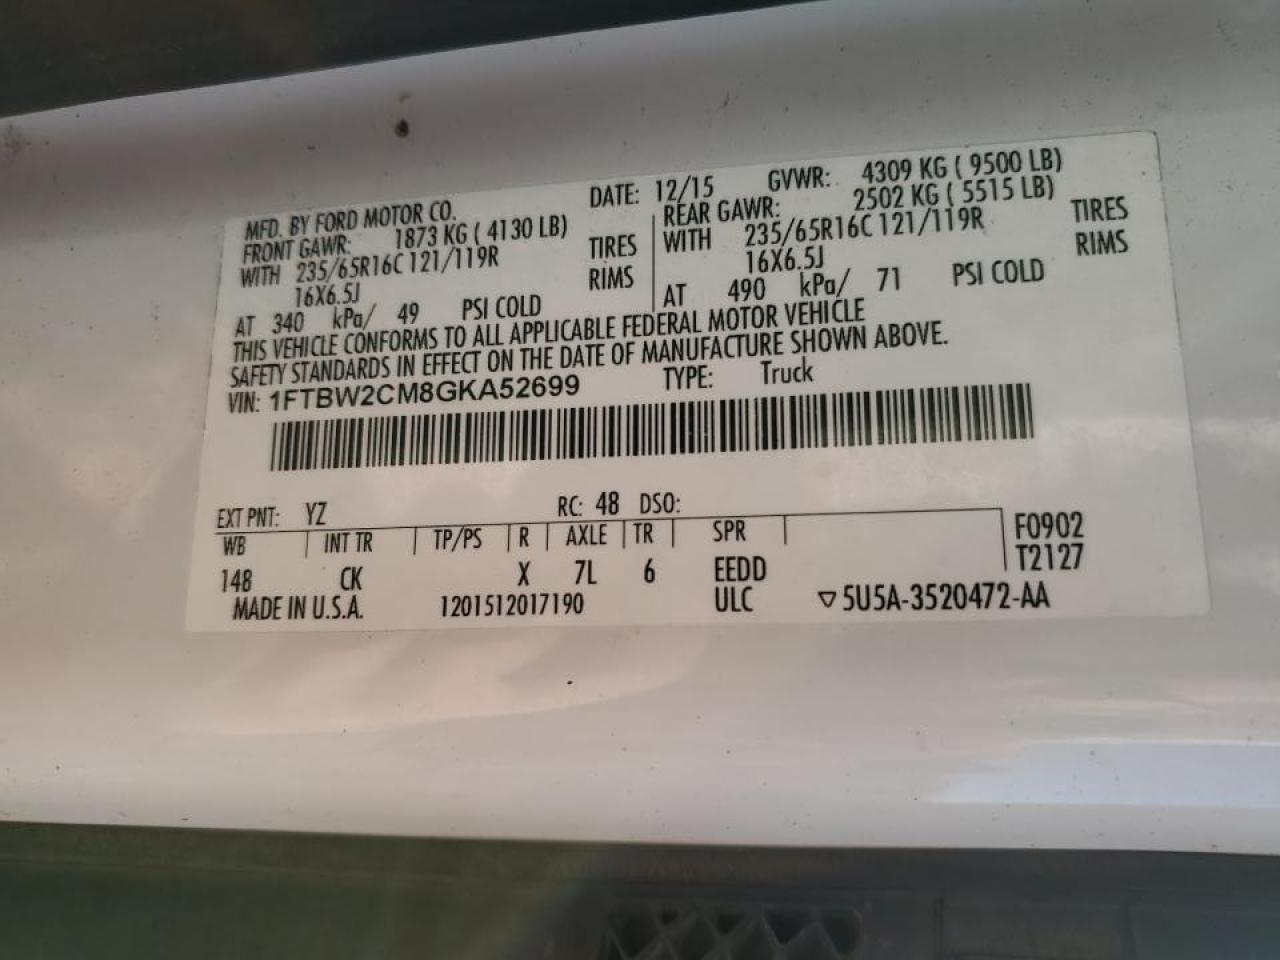 MFD. BY FORD MOTOR CO. DATE: 12/15 GVWR: 4309 KG ( 9500 LB)
FRONT GAWR: 1873 KG ( 4130 LB) REAR GAWR: 2502 KG ( 5515 LB)
WITH 235/65R16C 121/119R TIRES WITH 235/65R16C 121/119R TIRES
16X6.5J RIMS 16X6.5J RIMS
AT 340 kPa/ 49 PSI COLD AT 490 kPa/ 71 PSI COLD
THIS VEHICLE CONFORMS TO ALL APPLICABLE FEDERAL MOTOR VEHICLE
SAFETY STANDARDS IN EFFECT ON THE DATE OF MANUFACTURE SHOWN ABOVE.
VIN: 1FTBW2CM8GKA52699 TYPE: Truck
EXT PNT: YZ RC: 48 DSO:
WB INT TR TP/PS R AXLE TR SPR F0902
148 CK X 7L 6 EEDD T2127
MADE IN U.S.A. 1201512017190 ULC ▽5U5A-3520472-AA